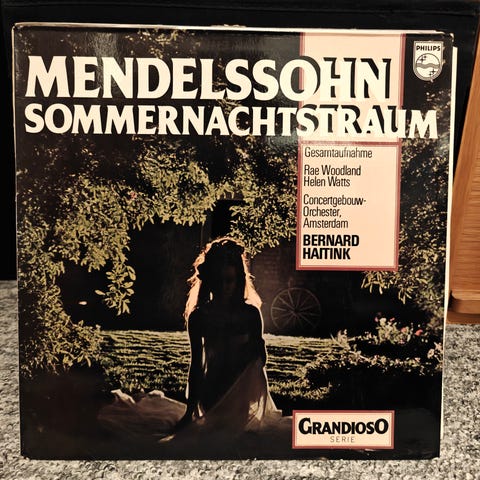 PHILIPS
MENDELSSOHN
SOMMERNACHTSTRAUM
Gesamtaufnahme
Rae Woodland
Helen Watts
Concertgebouw-
Orchester,
Amsterdam
BERNARD
HAITINK
GRANDIOSO
SERIE